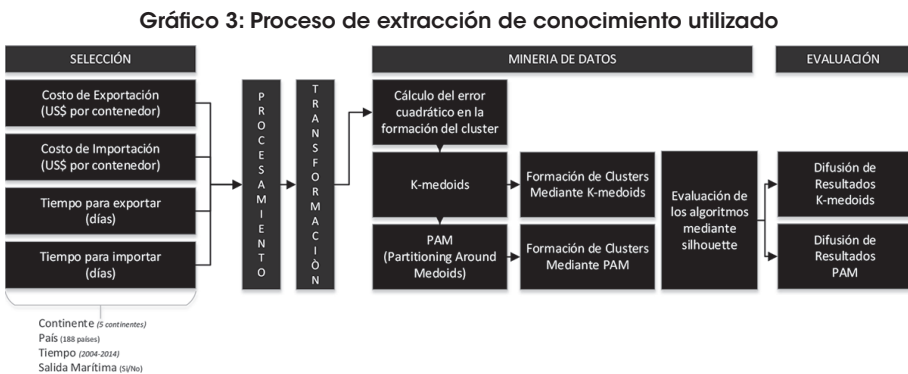 Gráfico 3: Proceso de extracción de conocimiento utilizado
SELECCIÓN
Costo de Exportación
(US$ por contenedor)
Costo de Importación
(US$ por contenedor)
Tiempo para exportar
(días)
Tiempo para importar
(días)
Continente (5 continentes)
País (188 países)
Tiempo (2004-2014)
Salida Marítima (Sí/No)
PROCESAMIENTO
TRANSFORMACIÒN
MINERIA DE DATOS
Cálculo del error
cuadrático en la
formación del cluster
K-medoids
PAM
(Partitioning Around
Medoids)
Formación de Clusters
Mediante K-medoids
Formación de Clusters
Mediante PAM
Evaluación de
los algoritmos
mediante
silhouette
EVALUACIÓN
Difusión de
Resultados
K-medoids
Difusión de
Resultados
PAM